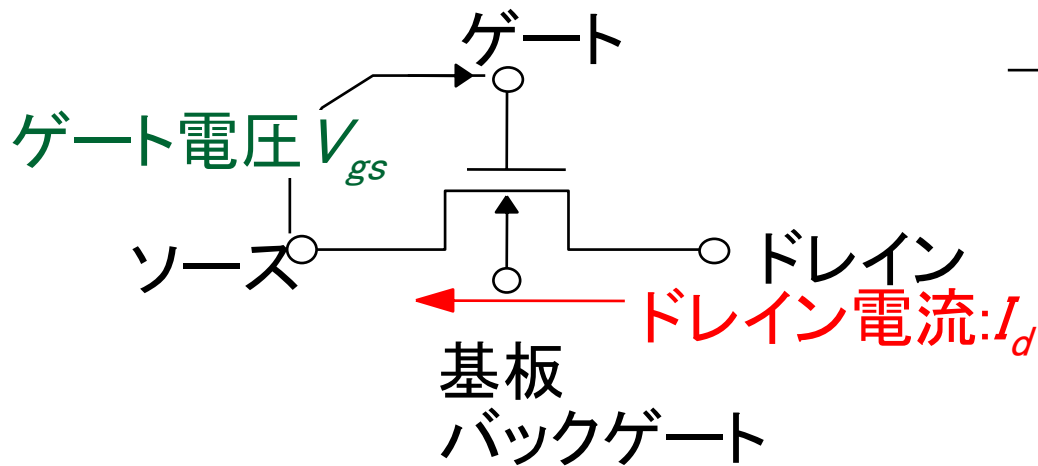 ゲート
ゲート電圧 Vgs
ソース
ドレイン
ドレイン電流:Id
基板
バックゲート